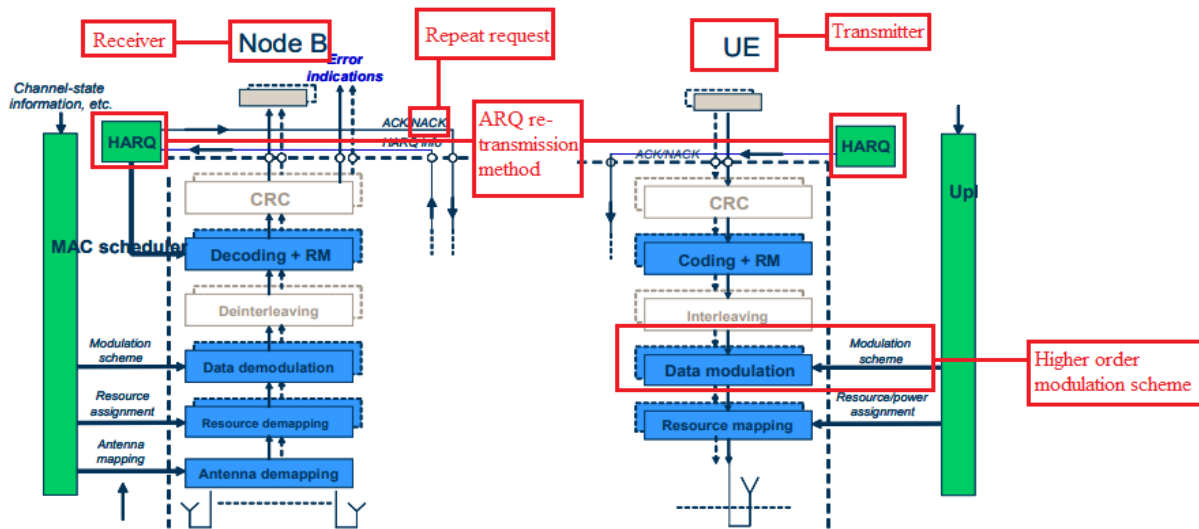 Receiver
Node B
Repeat request
UE
Transmitter
Error
indications
Channel-state
information, etc.
ACK/NACK
HARQ
HARQ info
ARQ re-
transmission
method
ACK/NACK
HARQ
CRC
CRC
Upl
MAC scheduler
Decoding + RM
Coding + RM
Deinterleaving
Interleaving
Modulation
scheme
Data demodulation
Data modulation
Modulation
scheme
Higher order
modulation scheme
Resource
assignment
Resource demapping
Resource mapping
Resource/power
assignment
Antenna
mapping
Antenna demapping